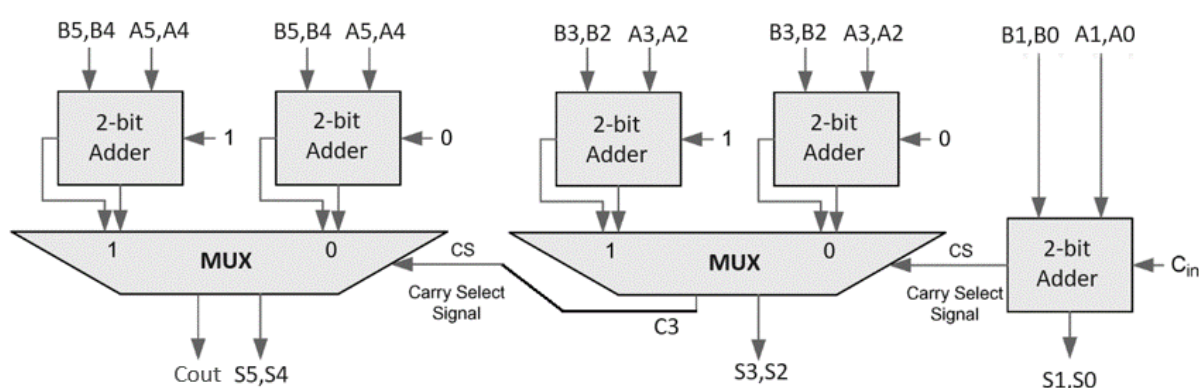 B5,B4 A5,A4 B5,B4 A5,A4 B3,B2 A3,A2 B3,B2 A3,A2 B1,B0 A1,A0
2-bit
Adder
1
2-bit
Adder
0
2-bit
Adder
1
2-bit
Adder
0
1 MUX 0
CS
Carry Select
Signal
1 MUX 0
CS
Carry Select
Signal
2-bit
Adder
Cin
C3
Cout S5,S4
S3,S2
S1,S0